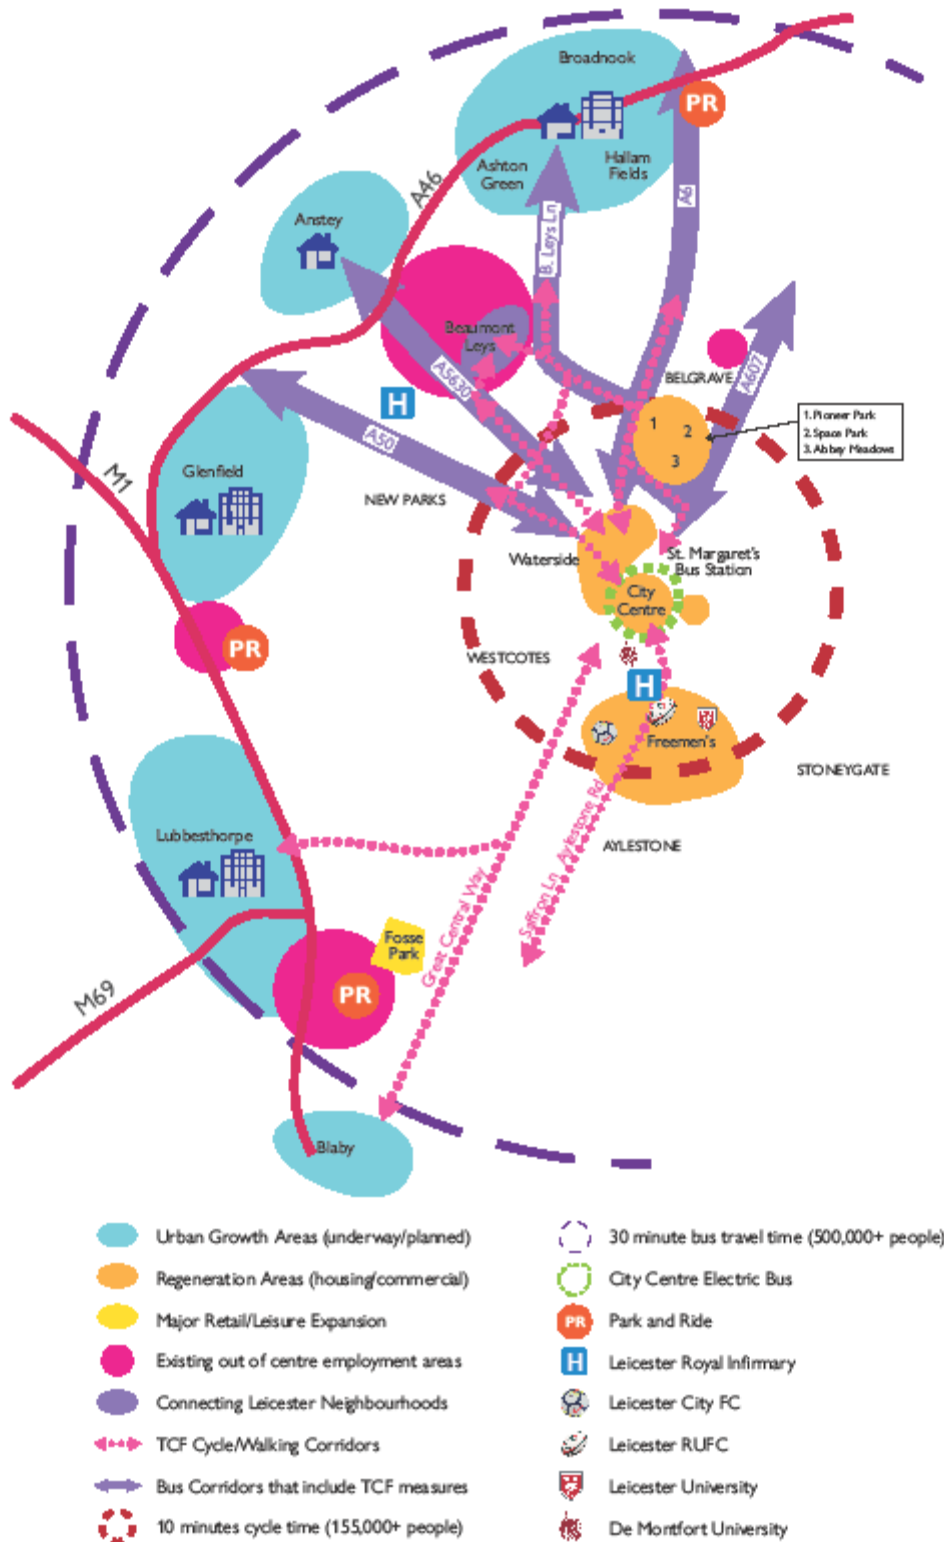 Broadnook
PR
Ashton
Green
Hallam
Fields
A46
A6
Anstey
B. Leys Ln
Beaumont
Leys
BELGRAVE
A607
A5630
H
A50
1. Pioneer Park
2. Space Park
3. Abbey Meadows
1
2
3
M1
Glenfield
NEW PARKS
Waterside
St. Margaret's
Bus Station
City
Centre
PR
WESTCOTES
H
Freemen's
STONEYGATE
Lubbesthorpe
AYLESTONE
Saffron Ln Aylestone Rd
Great Central Way
Fosse
Park
PR
M69
Blaby
Urban Growth Areas (underway/planned)
Regeneration Areas (housing/commercial)
Major Retail/Leisure Expansion
Existing out of centre employment areas
Connecting Leicester Neighbourhoods
TCF Cycle/Walking Corridors
Bus Corridors that include TCF measures
10 minutes cycle time (155,000+ people)
30 minute bus travel time (500,000+ people)
City Centre Electric Bus
PR Park and Ride
H Leicester Royal Infirmary
Leicester City FC
Leicester RUFC
Leicester University
De Montfort University